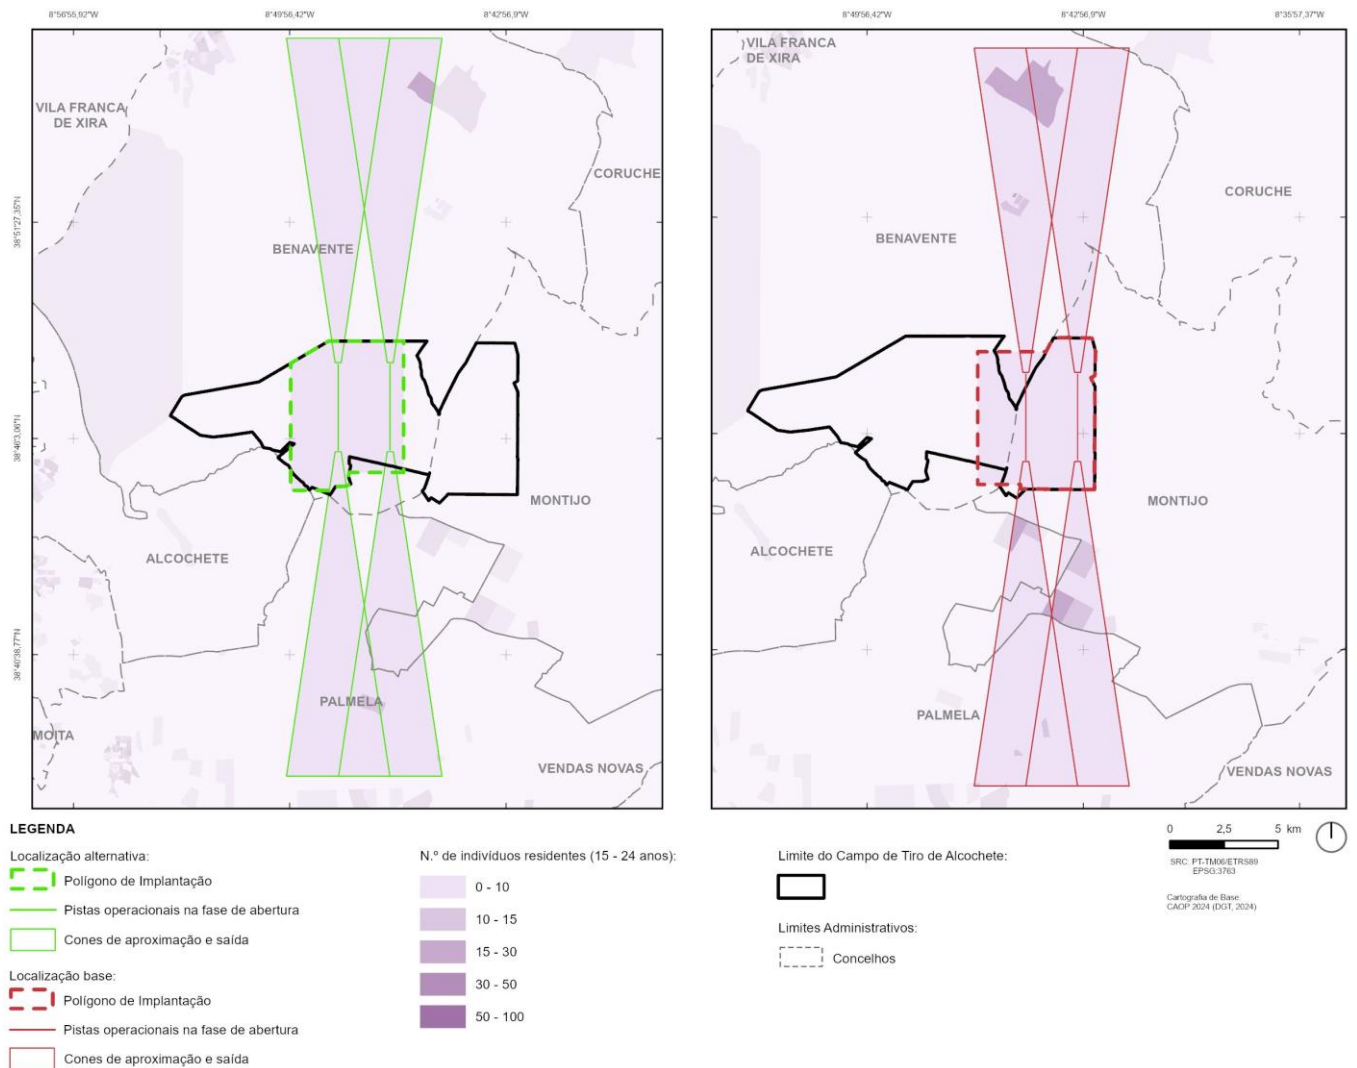 8°56'55,92"W
8°49'56,42"W
8°42'56,9"W
8°49'56,42"W
8°42'56,9"W
8°35'57,37"W
38°51'27,35"N
38°46'3,06"N
38°40'38,77"N
VILA FRANCA
DE XIRA
CORUCHE
BENAVENTE
MONTIJO
ALCOCHETE
PALMELA
MOITA
VENDAS NOVAS
VILA FRANCA
DE XIRA
CORUCHE
BENAVENTE
MONTIJO
ALCOCHETE
PALMELA
VENDAS NOVAS
LEGENDA
Localização alternativa:
Polígono de Implantação
Pistas operacionais na fase de abertura
Cones de aproximação e saída
Localização base:
Polígono de Implantação
Pistas operacionais na fase de abertura
Cones de aproximação e saída
N.º de indivíduos residentes (15 - 24 anos):
0 - 10
10 - 15
15 - 30
30 - 50
50 - 100
Limite do Campo de Tiro de Alcochete:
Limites Administrativos:
Concelhos
0 2,5 5 km
SRC: PT-TM06/ETRS89
EPSG:3763
Cartografia de Base:
CAOP 2024 (DGT, 2024)